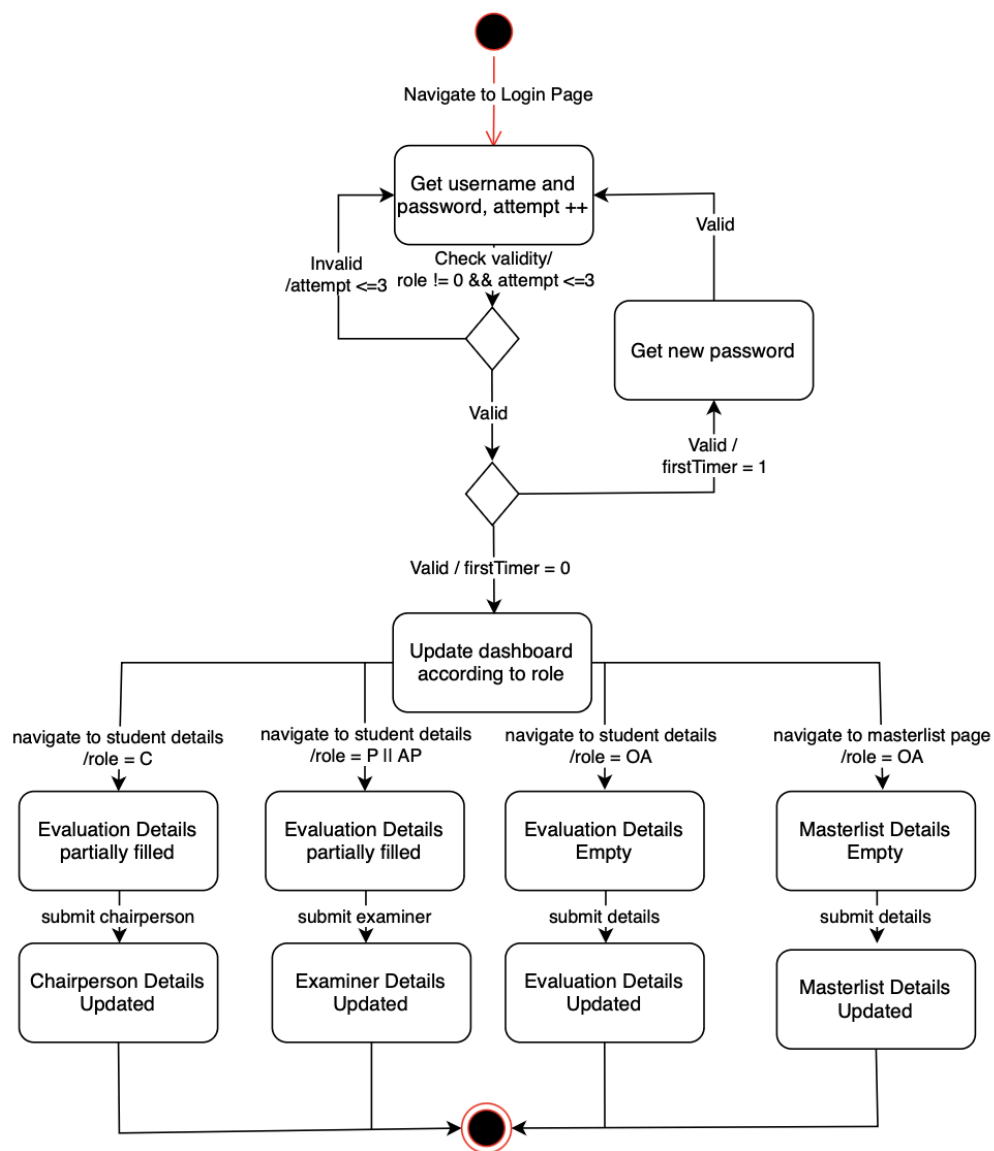 Navigate to Login Page
Get username and
password, attempt ++
Invalid
/attempt <=3
Check validity/
role != 0 && attempt <=3
Valid
Get new password
Valid
Valid /
firstTimer = 1
Valid / firstTimer = 0
Update dashboard
according to role
navigate to student details
/role = C
navigate to student details
/role = P || AP
navigate to student details
/role = OA
navigate to masterlist page
/role = OA
Evaluation Details
partially filled
Evaluation Details
partially filled
Evaluation Details
Empty
Masterlist Details
Empty
submit chairperson
submit examiner
submit details
submit details
Chairperson Details
Updated
Examiner Details
Updated
Evaluation Details
Updated
Masterlist Details
Updated